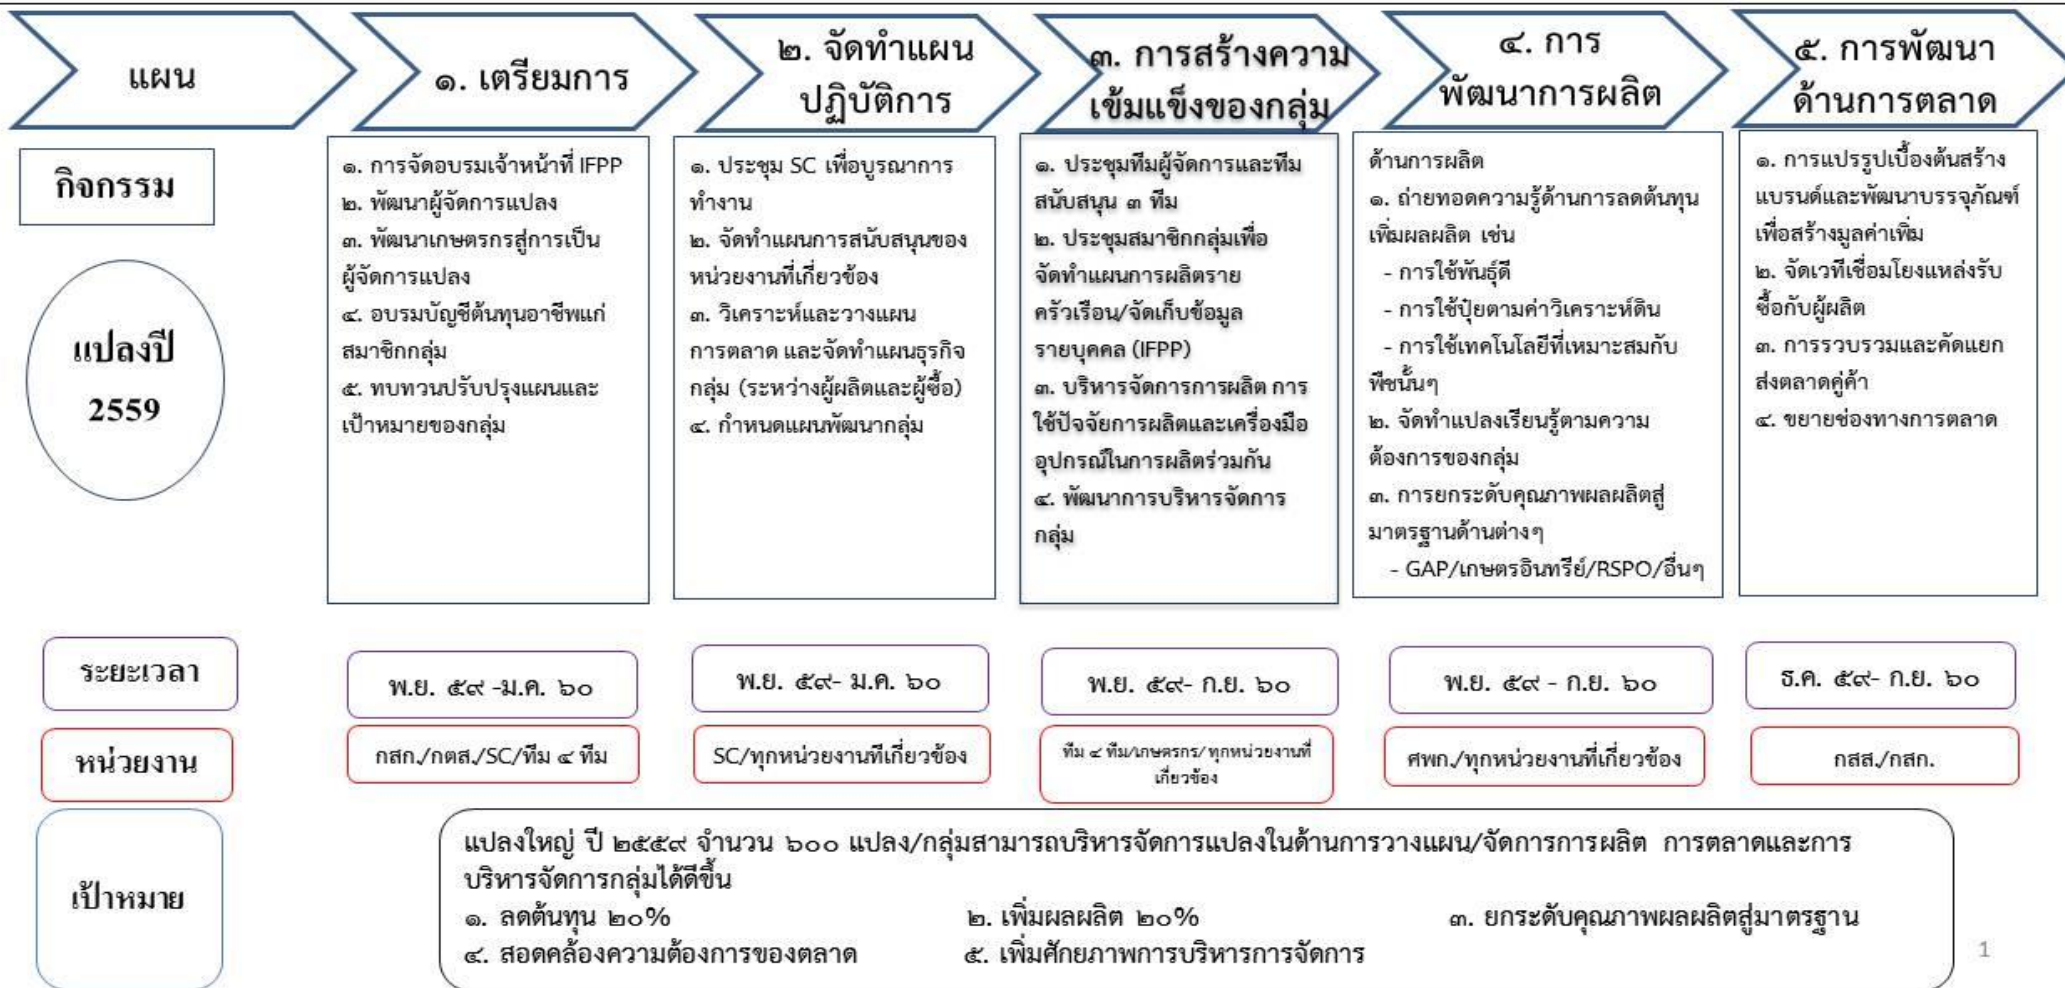 แผน
๑. เตรียมการ
๒. จัดทำแผน
ปฏิบัติการ
๓. การสร้างความ
เข้มแข็งของกลุ่ม
๔. การ
พัฒนาการผลิต
๕. การพัฒนา
ด้านการตลาด
กิจกรรม
แปลงปี
2559
๑. การจัดอบรมเจ้าหน้าที่ IFPP
๒. พัฒนาผู้จัดการแปลง
๓. พัฒนาเกษตรกรสู่การเป็น
ผู้จัดการแปลง
๔. อบรมบัญชีต้นทุนอาชีพแก่
สมาชิกกลุ่ม
๕. ทบทวนปรับปรุงแผนและ
เป้าหมายของกลุ่ม
๑. ประชุม SC เพื่อบูรณาการ
ทำงาน
๒. จัดทำแผนการสนับสนุนของ
หน่วยงานที่เกี่ยวข้อง
๓. วิเคราะห์และวางแผน
การตลาด และจัดทำแผนธุรกิจ
กลุ่ม (ระหว่างผู้ผลิตและผู้ซื้อ)
๔. กำหนดแผนพัฒนากลุ่ม
๑. ประชุมทีมผู้จัดการและทีม
สนับสนุน ๓ ทีม
๒. ประชุมสมาชิกกลุ่มเพื่อ
จัดทำแผนการผลิตราย
ครัวเรือน/จัดเก็บข้อมูล
รายบุคคล (IFPP)
๓. บริหารจัดการการผลิต การ
ใช้ปัจจัยการผลิตและเครื่องมือ
อุปกรณ์ในการผลิตร่วมกัน
๔. พัฒนาการบริหารจัดการ
กลุ่ม
ด้านการผลิต
๑. ถ่ายทอดความรู้ด้านการลดต้นทุน
เพิ่มผลผลิต เช่น
- การใช้พันธุ์ดี
- การใช้ปุ๋ยตามค่าวิเคราะห์ดิน
- การใช้เทคโนโลยีที่เหมาะสมกับ
พืชนั้นๆ
๒. จัดทำแปลงเรียนรู้ตามความ
ต้องการของกลุ่ม
๓. การยกระดับคุณภาพผลผลิตสู่
มาตรฐานด้านต่างๆ
- GAP/เกษตรอินทรีย์/RSPO/อื่นๆ
๑. การแปรรูปเบื้องต้นสร้าง
แบรนด์และพัฒนาบรรจุภัณฑ์
เพื่อสร้างมูลค่าเพิ่ม
๒. จัดเวทีเชื่อมโยงแหล่งรับ
ซื้อกับผู้ผลิต
๓. การรวบรวมและคัดแยก
ส่งตลาดคู่ค้า
๔. ขยายช่องทางการตลาด
ระยะเวลา
พ.ย. ๕๙ -ม.ค. ๖๐
พ.ย. ๕๙- ม.ค. ๖๐
พ.ย. ๕๙- ก.ย. ๖๐
พ.ย. ๕๙ - ก.ย. ๖๐
ธ.ค. ๕๙- ก.ย. ๖๐
หน่วยงาน
กสก./กตส./SC/ทีม ๔ ทีม
SC/ทุกหน่วยงานที่เกี่ยวข้อง
ทีม ๔ ทีม/เกษตรกร/ทุกหน่วยงานที่
เกี่ยวข้อง
ศพก./ทุกหน่วยงานที่เกี่ยวข้อง
กสส./กสก.
เป้าหมาย
แปลงใหญ่ ปี ๒๕๕๙ จำนวน ๖๐๐ แปลง/กลุ่มสามารถบริหารจัดการแปลงในด้านการวางแผน/จัดการการผลิต การตลาดและการ
บริหารจัดการกลุ่มได้ดีขึ้น
๑. ลดต้นทุน ๒๐% ๒. เพิ่มผลผลิต ๒๐% ๓. ยกระดับคุณภาพผลผลิตสู่มาตรฐาน
๔. สอดคล้องความต้องการของตลาด ๕. เพิ่มศักยภาพการบริหารการจัดการ
1